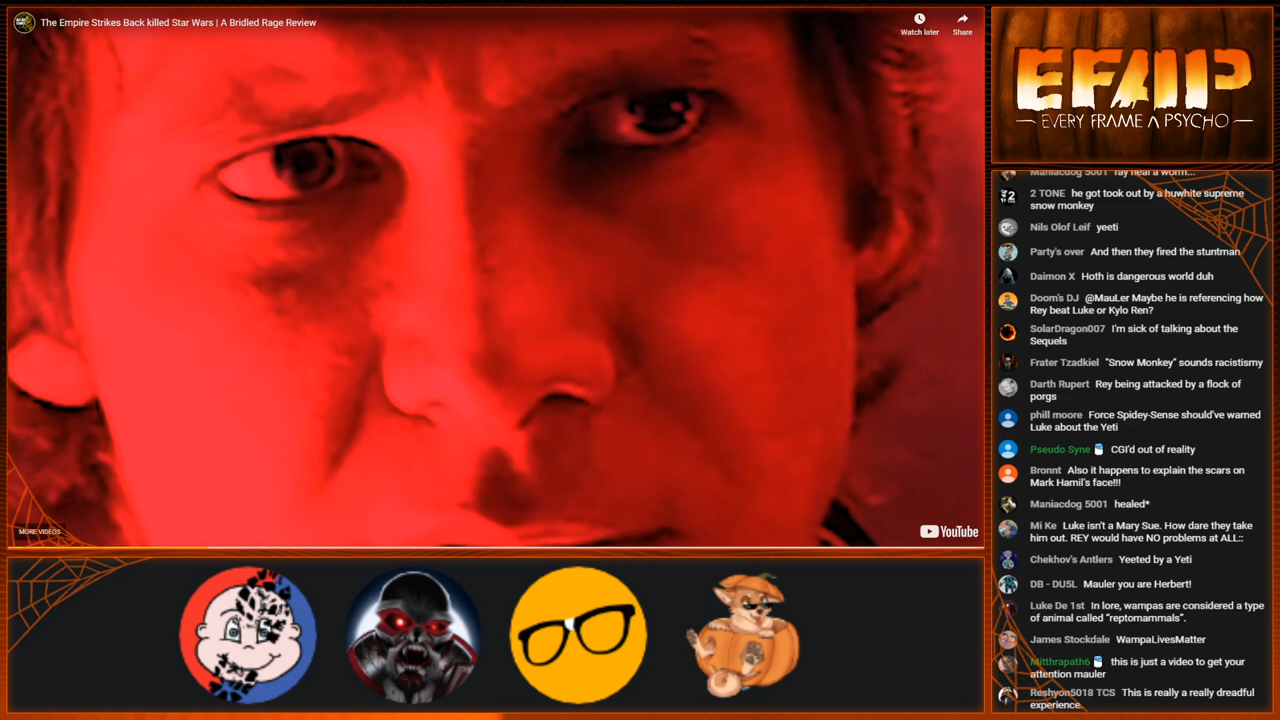 The Empire Strikes Back killed Star Wars | A Bridled Rage Review
Watch later
Share
MORE VIDEOS
YouTube
EFAP
EVERY FRAME A PSYCHO
Maniacdog 5001 ray heal a worm...
2 TONE he got took out by a huwhite supreme
snow monkey
Nils Olof Leif yeeti
Party's over And then they fired the stuntman
Daimon X Hoth is dangerous world duh
Doom's DJ @MauLer Maybe he is referencing how
Rey beat Luke or Kylo Ren?
SolarDragon007 I'm sick of talking about the
Sequels
Frater Tzadkiel "Snow Monkey" sounds racistismy
Darth Rupert Rey being attacked by a flock of
porgs
phill moore Force Spidey-Sense should've warned
Luke about the Yeti
Pseudo Syne CGI'd out of reality
Bronnt Also it happens to explain the scars on
Mark Hamil's face!!!
Maniacdog 5001 healed*
Mi Ke Luke isn't a Mary Sue. How dare they take
him out. REY would have NO problems at ALL::
Chekhov's Antlers Yeeted by a Yeti
DB - DU5L Mauler you are Herbert!
Luke De 1st In lore, wampas are considered a type
of animal called "reptomammals".
James Stockdale WampaLivesMatter
Mitthrapath6 this is just a video to get your
attention mauler
Reshyon5018 TCS This is really a really dreadful
experience.